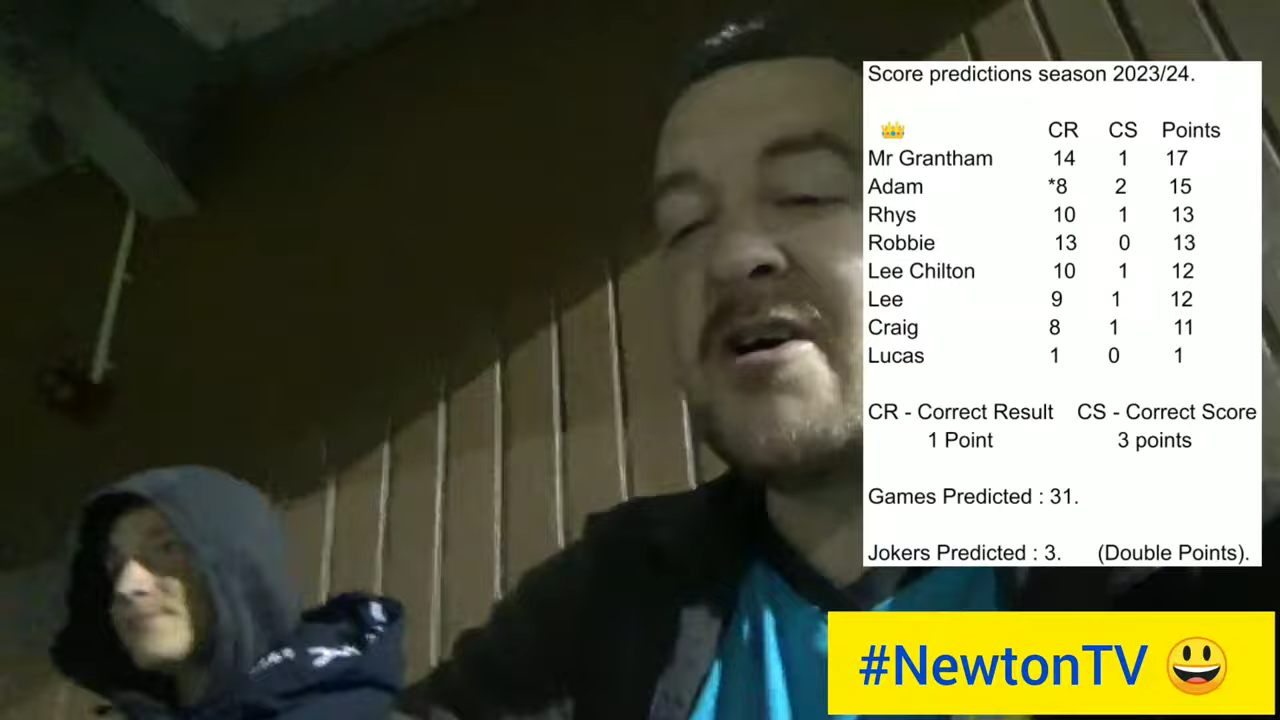 Score predictions season 2023/24.
👑 CR CS Points
Mr Grantham 14 1 17
Adam *8 2 15
Rhys 10 1 13
Robbie 13 0 13
Lee Chilton 10 1 12
Lee 9 1 12
Craig 8 1 11
Lucas 1 0 1
CR - Correct Result CS - Correct Score
1 Point 3 points
Games Predicted : 31.
Jokers Predicted : 3. (Double Points).
#NewtonTV 😃